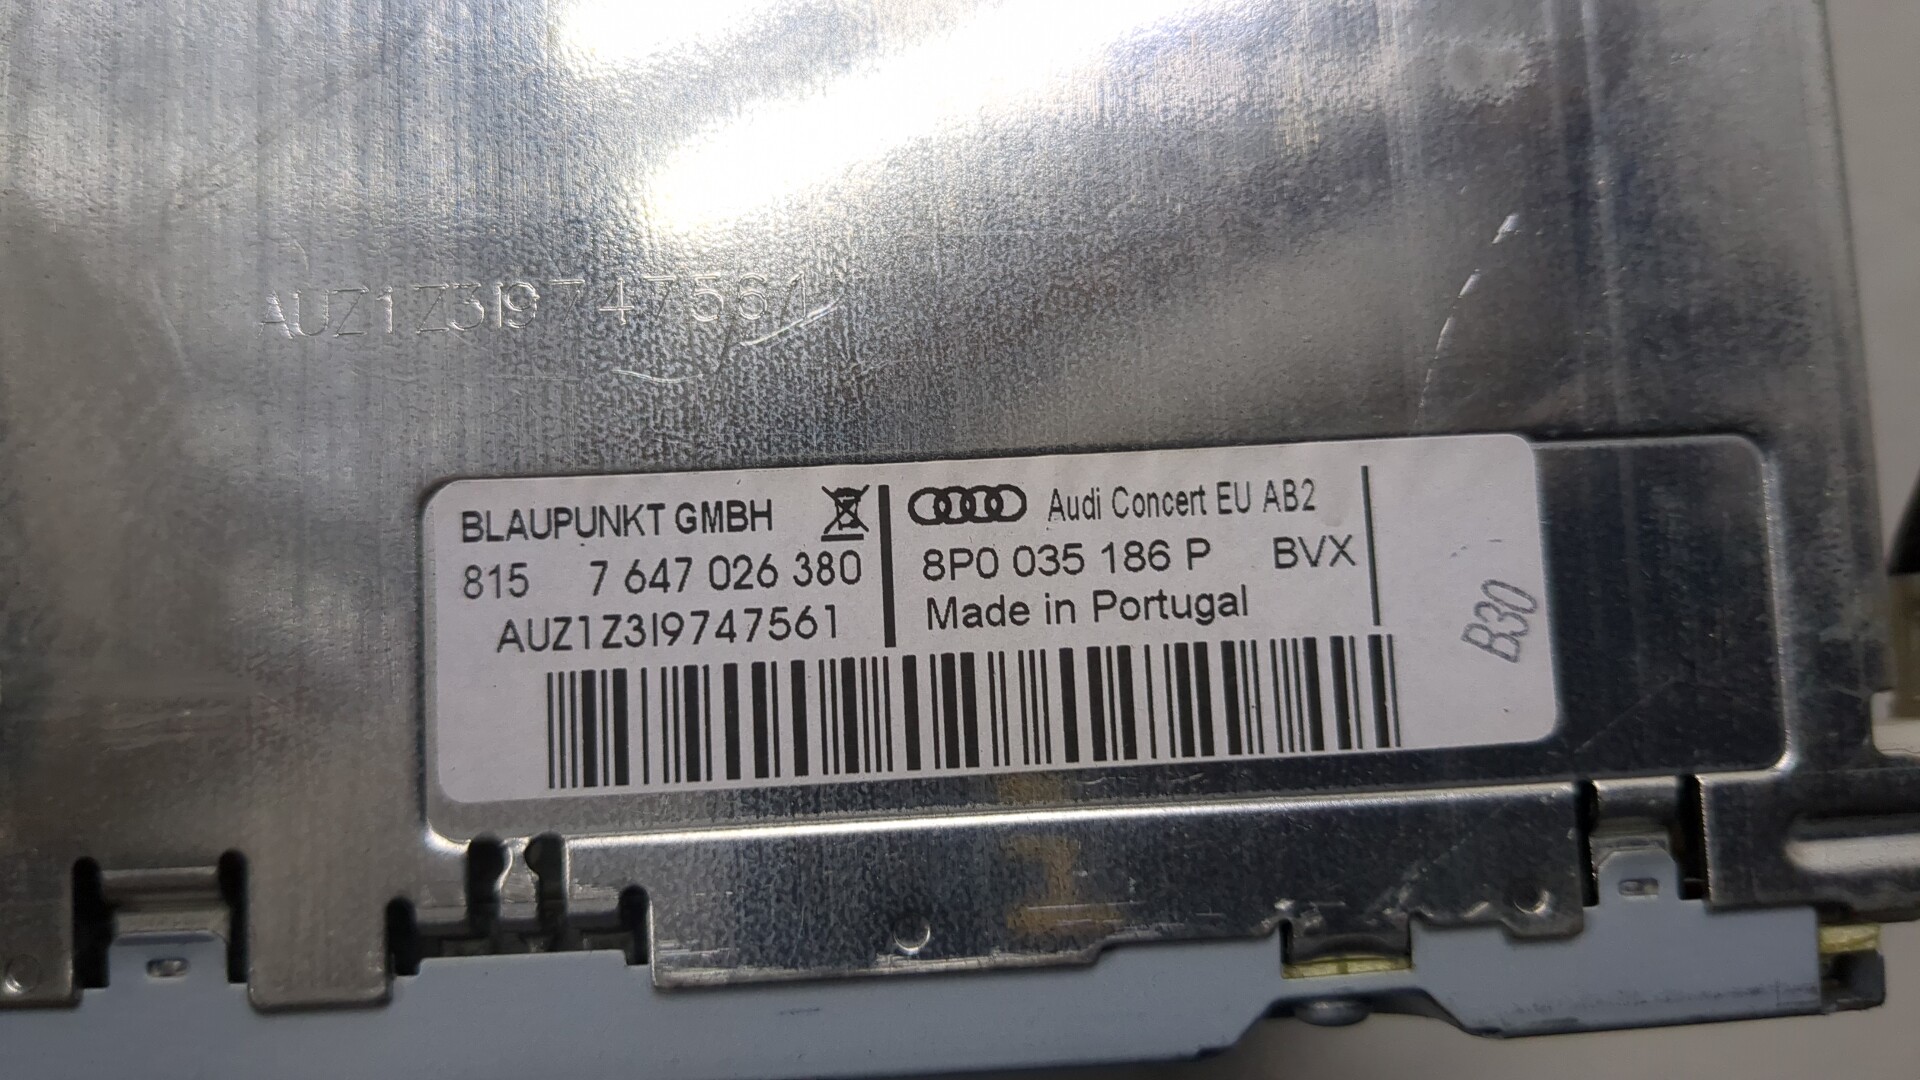 AUZ1Z3I9747561
BLAUPUNKT GMBH
815 7 647 026 380
AUZ1Z3I9747561
Audi Concert EU AB2
8P0 035 186 P BVX
Made in Portugal
B30